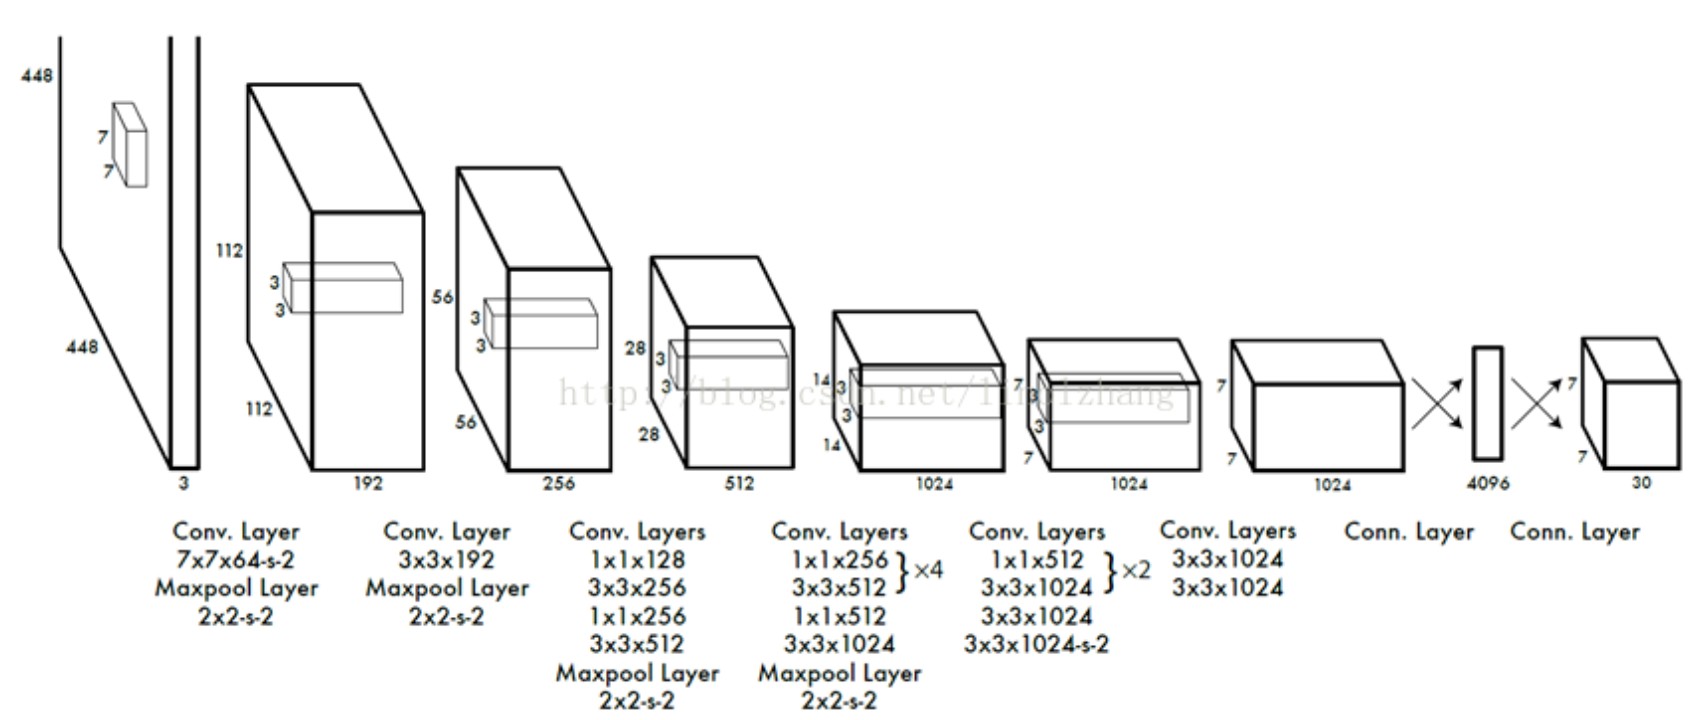 448
7
7
448
3
112
3
3
112
192
56
3
3
56
256
28
3
3
28
512
14
3
3
14
1024
7
3
3
7
1024
7
7
1024
4096
7
7
30
Conv. Layer
7x7x64-s-2
Maxpool Layer
2x2-s-2
Conv. Layer
3x3x192
Maxpool Layer
2x2-s-2
Conv. Layers
1x1x128
3x3x256
1x1x256
3x3x512
Maxpool Layer
2x2-s-2
Conv. Layers
1x1x256
3x3x512
} ×4
1x1x512
3x3x1024
Maxpool Layer
2x2-s-2
Conv. Layers
1x1x512
3x3x1024
} ×2
3x3x1024
3x3x1024-s-2
Conv. Layers
3x3x1024
3x3x1024
Conn. Layer
Conn. Layer